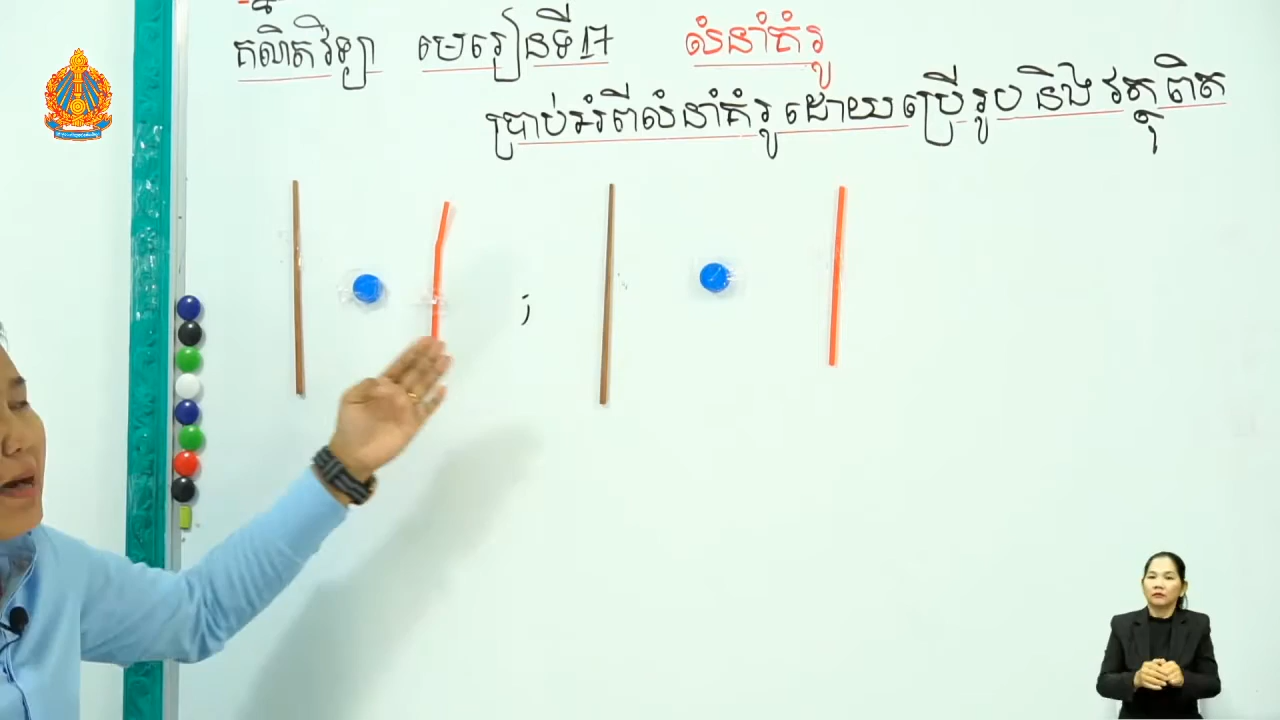 គណិតវិទ្យា មេរៀនទី17 លំនាំគំរូ
ប្រាប់អំពីលំនាំគំរូ ដោយប្រើរូប និង វត្ថុពិត
;